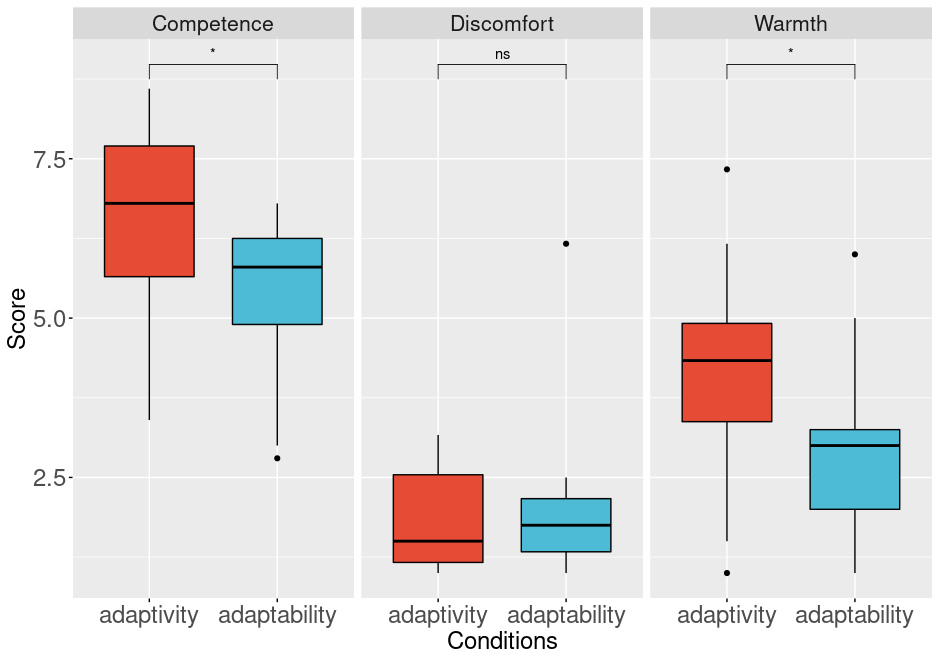 Competence Discomfort Warmth
* ns *
7.5
5.0
2.5
Score
adaptivity adaptability adaptivity adaptability adaptivity adaptability
Conditions